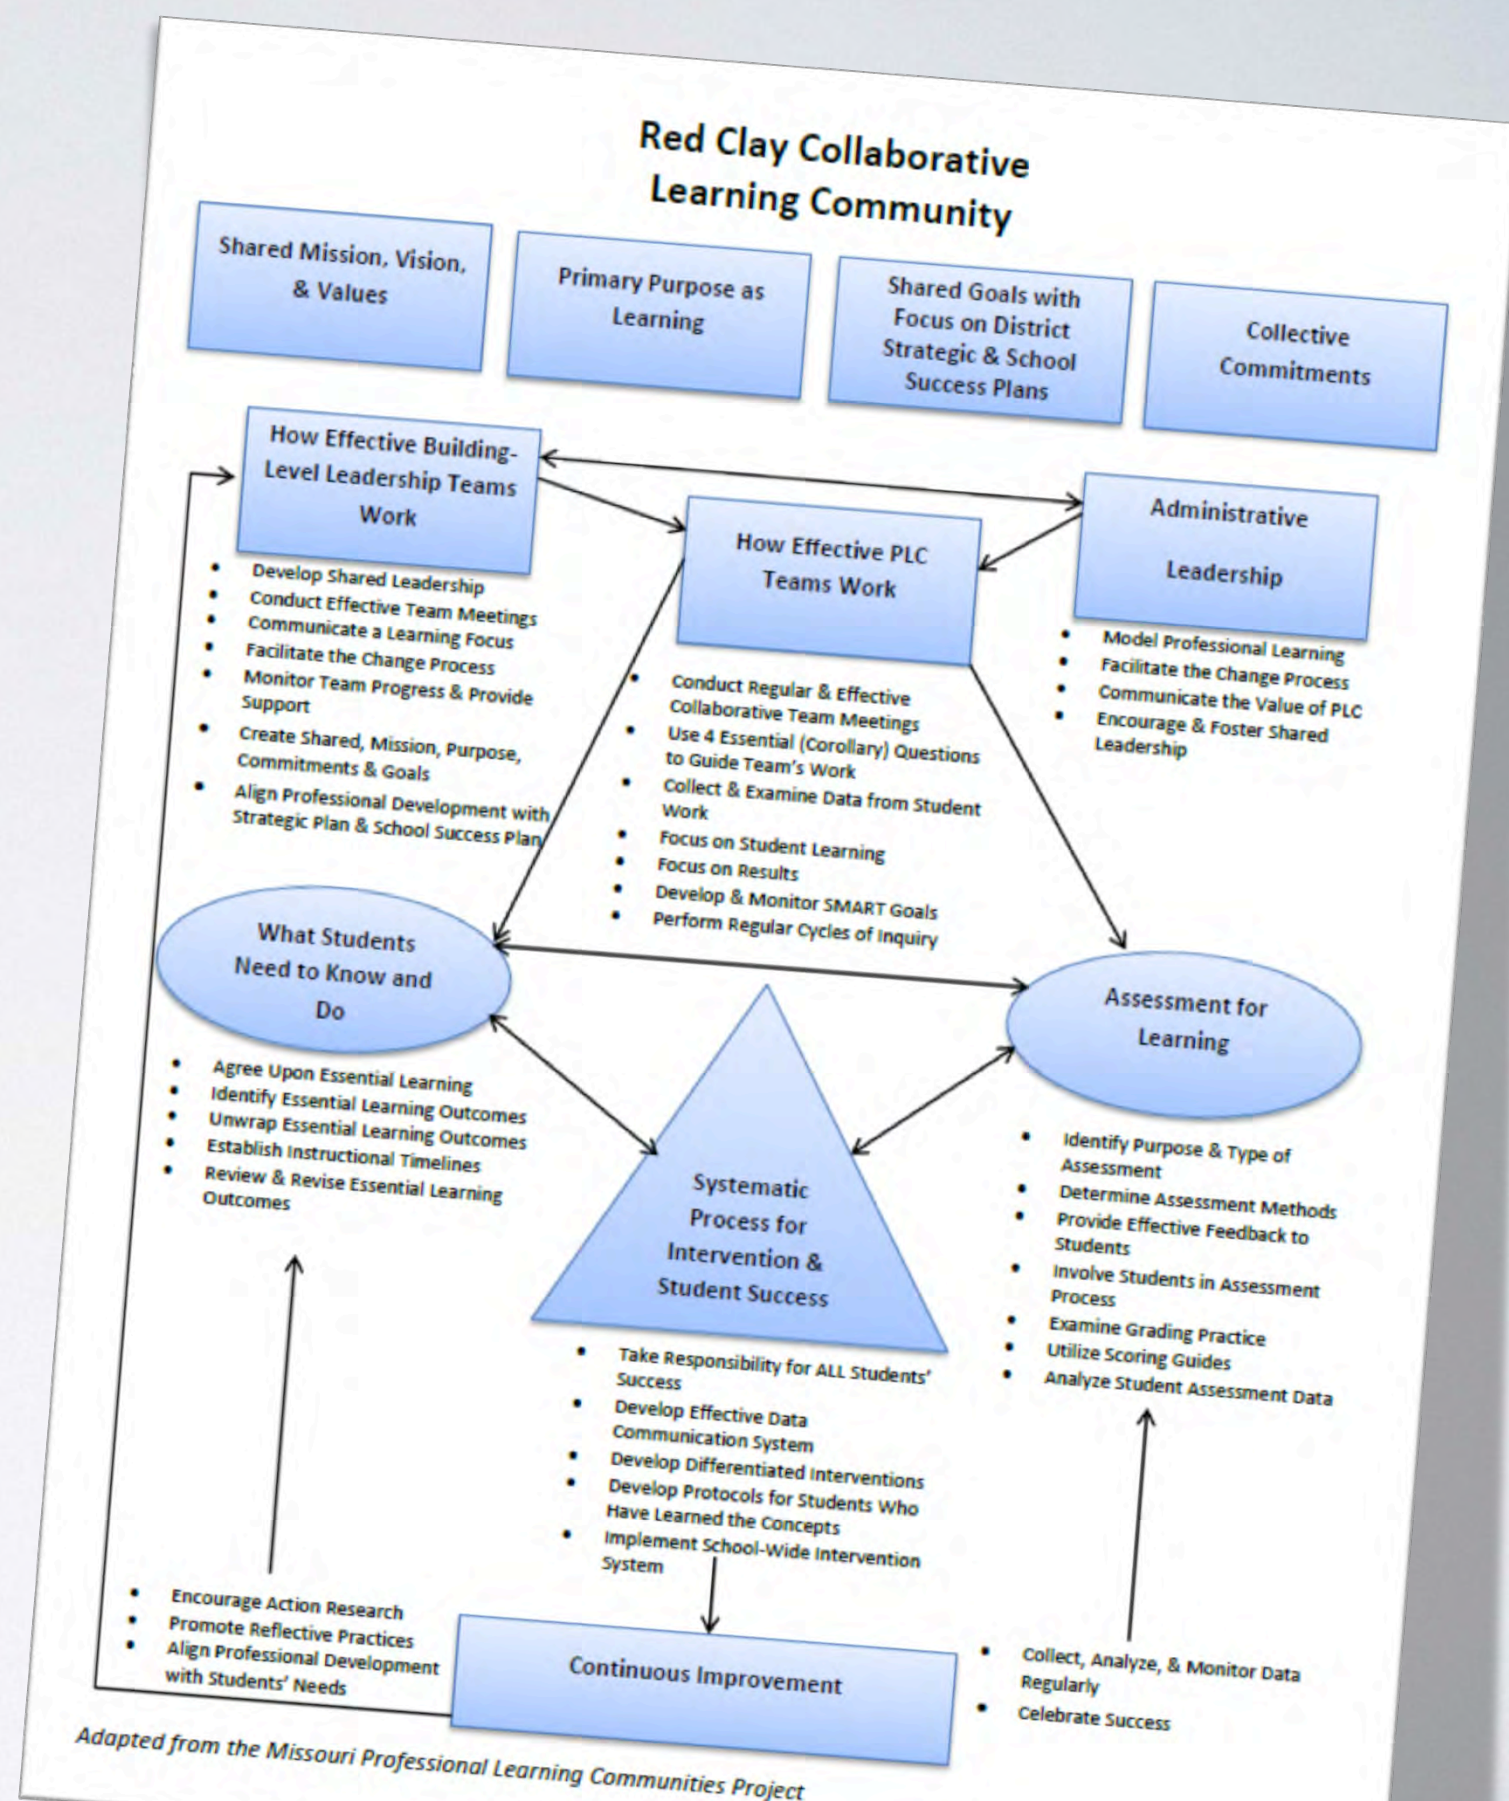 Red Clay Collaborative
Learning Community
Shared Mission, Vision,
& Values
Primary Purpose as
Learning
Shared Goals with
Focus on District
Strategic & School
Success Plans
Collective
Commitments
How Effective Building-
Level Leadership Teams
Work
• Develop Shared Leadership
• Conduct Effective Team Meetings
• Communicate a Learning Focus
• Facilitate the Change Process
• Monitor Team Progress & Provide
Support
• Create Shared, Mission, Purpose,
Commitments & Goals
• Align Professional Development with
Strategic Plan & School Success Plan
How Effective PLC
Teams Work
• Conduct Regular & Effective
Collaborative Team Meetings
• Use 4 Essential (Corollary) Questions
to Guide Team's Work
• Collect & Examine Data from Student
Work
• Focus on Student Learning
• Focus on Results
• Develop & Monitor SMART Goals
• Perform Regular Cycles of Inquiry
Administrative
Leadership
• Model Professional Learning
• Facilitate the Change Process
• Communicate the Value of PLC
• Encourage & Foster Shared
Leadership
What Students
Need to Know and
Do
• Agree Upon Essential Learning
• Identify Essential Learning Outcomes
• Unwrap Essential Learning Outcomes
• Establish Instructional Timelines
• Review & Revise Essential Learning
Outcomes
Systematic
Process for
Intervention &
Student Success
• Take Responsibility for ALL Students'
Success
• Develop Effective Data
Communication System
• Develop Differentiated Interventions
• Develop Protocols for Students Who
Have Learned the Concepts
• Implement School-Wide Intervention
System
Assessment for
Learning
• Identify Purpose & Type of
Assessment
• Determine Assessment Methods
• Provide Effective Feedback to
Students
• Involve Students in Assessment
Process
• Examine Grading Practice
• Utilize Scoring Guides
• Analyze Student Assessment Data
• Encourage Action Research
• Promote Reflective Practices
• Align Professional Development
with Students' Needs
Continuous Improvement
• Collect, Analyze, & Monitor Data
Regularly
• Celebrate Success
Adapted from the Missouri Professional Learning Communities Project